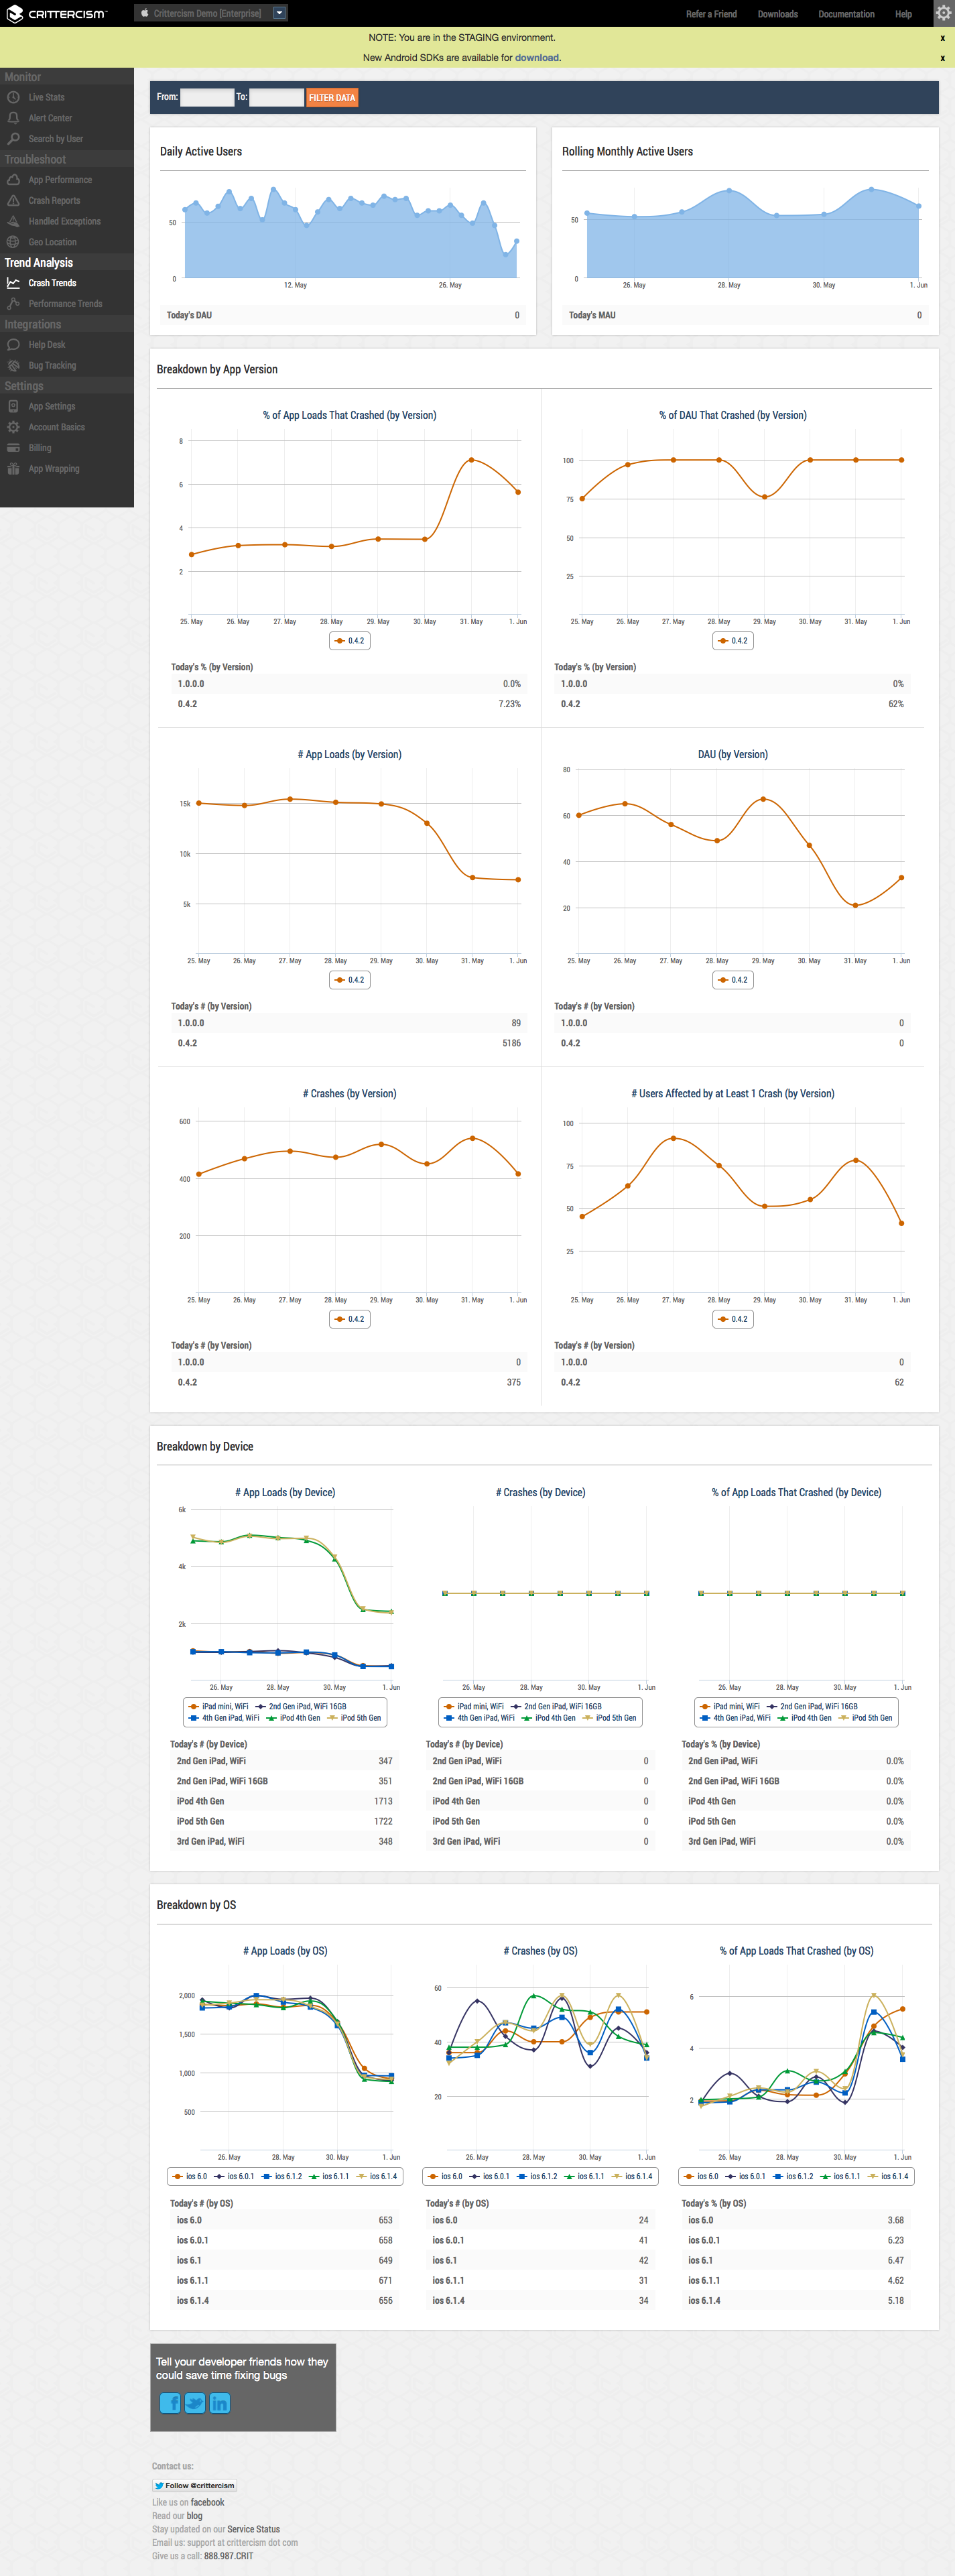 CRITTERCISM
Crittercism Demo [Enterprise]
Refer a Friend Downloads Documentation Help
NOTE: You are in the STAGING environment. x
New Android SDKs are available for download. x
Monitor
Live Stats
Alert Center
Search by User
Troubleshoot
App Performance
Crash Reports
Handled Exceptions
Geo Location
Trend Analysis
Crash Trends
Performance Trends
Integrations
Help Desk
Bug Tracking
Settings
App Settings
Account Basics
Billing
App Wrapping
From: To: FILTER DATA
Daily Active Users
50
0
12. May 26. May
Today's DAU 0
Rolling Monthly Active Users
50
0
26. May 28. May 30. May 1. Jun
Today's MAU 0
Breakdown by App Version
% of App Loads That Crashed (by Version)
8
6
4
2
25. May 26. May 27. May 28. May 29. May 30. May 31. May 1. Jun
0.4.2
Today's % (by Version)
1.0.0.0 0.0%
0.4.2 7.23%
% of DAU That Crashed (by Version)
100
75
50
25
25. May 26. May 27. May 28. May 29. May 30. May 31. May 1. Jun
0.4.2
Today's % (by Version)
1.0.0.0 0%
0.4.2 62%
# App Loads (by Version)
15k
10k
5k
25. May 26. May 27. May 28. May 29. May 30. May 31. May 1. Jun
0.4.2
Today's # (by Version)
1.0.0.0 89
0.4.2 5186
DAU (by Version)
80
60
40
20
25. May 26. May 27. May 28. May 29. May 30. May 31. May 1. Jun
0.4.2
Today's # (by Version)
1.0.0.0 0
0.4.2 0
# Crashes (by Version)
600
400
200
25. May 26. May 27. May 28. May 29. May 30. May 31. May 1. Jun
0.4.2
Today's # (by Version)
1.0.0.0 0
0.4.2 375
# Users Affected by at Least 1 Crash (by Version)
100
75
50
25
25. May 26. May 27. May 28. May 29. May 30. May 31. May 1. Jun
0.4.2
Today's # (by Version)
1.0.0.0 0
0.4.2 62
Breakdown by Device
# App Loads (by Device)
6k
4k
2k
26. May 28. May 30. May 1. Jun
iPad mini, WiFi 2nd Gen iPad, WiFi 16GB
4th Gen iPad, WiFi iPod 4th Gen iPod 5th Gen
Today's # (by Device)
2nd Gen iPad, WiFi 347
2nd Gen iPad, WiFi 16GB 351
iPod 4th Gen 1713
iPod 5th Gen 1722
3rd Gen iPad, WiFi 348
# Crashes (by Device)
26. May 28. May 30. May 1. Jun
iPad mini, WiFi 2nd Gen iPad, WiFi 16GB
4th Gen iPad, WiFi iPod 4th Gen iPod 5th Gen
Today's # (by Device)
2nd Gen iPad, WiFi 0
2nd Gen iPad, WiFi 16GB 0
iPod 4th Gen 0
iPod 5th Gen 0
3rd Gen iPad, WiFi 0
% of App Loads That Crashed (by Device)
26. May 28. May 30. May 1. Jun
iPad mini, WiFi 2nd Gen iPad, WiFi 16GB
4th Gen iPad, WiFi iPod 4th Gen iPod 5th Gen
Today's % (by Device)
2nd Gen iPad, WiFi 0.0%
2nd Gen iPad, WiFi 16GB 0.0%
iPod 4th Gen 0.0%
iPod 5th Gen 0.0%
3rd Gen iPad, WiFi 0.0%
Breakdown by OS
# App Loads (by OS)
2,000
1,500
1,000
500
26. May 28. May 30. May 1. Jun
ios 6.0 ios 6.0.1 ios 6.1.2 ios 6.1.1 ios 6.1.4
Today's # (by OS)
ios 6.0 653
ios 6.0.1 658
ios 6.1 649
ios 6.1.1 671
ios 6.1.4 656
# Crashes (by OS)
60
40
20
26. May 28. May 30. May 1. Jun
ios 6.0 ios 6.0.1 ios 6.1.2 ios 6.1.1 ios 6.1.4
Today's # (by OS)
ios 6.0 24
ios 6.0.1 41
ios 6.1 42
ios 6.1.1 31
ios 6.1.4 34
% of App Loads That Crashed (by OS)
6
4
2
26. May 28. May 30. May 1. Jun
ios 6.0 ios 6.0.1 ios 6.1.2 ios 6.1.1 ios 6.1.4
Today's % (by OS)
ios 6.0 3.68
ios 6.0.1 6.23
ios 6.1 6.47
ios 6.1.1 4.62
ios 6.1.4 5.18
Tell your developer friends how they
could save time fixing bugs
f in
Contact us:
Follow @crittercism
Like us on facebook
Read our blog
Stay updated on our Service Status
Email us: support at crittercism dot com
Give us a call: 888.987.CRIT